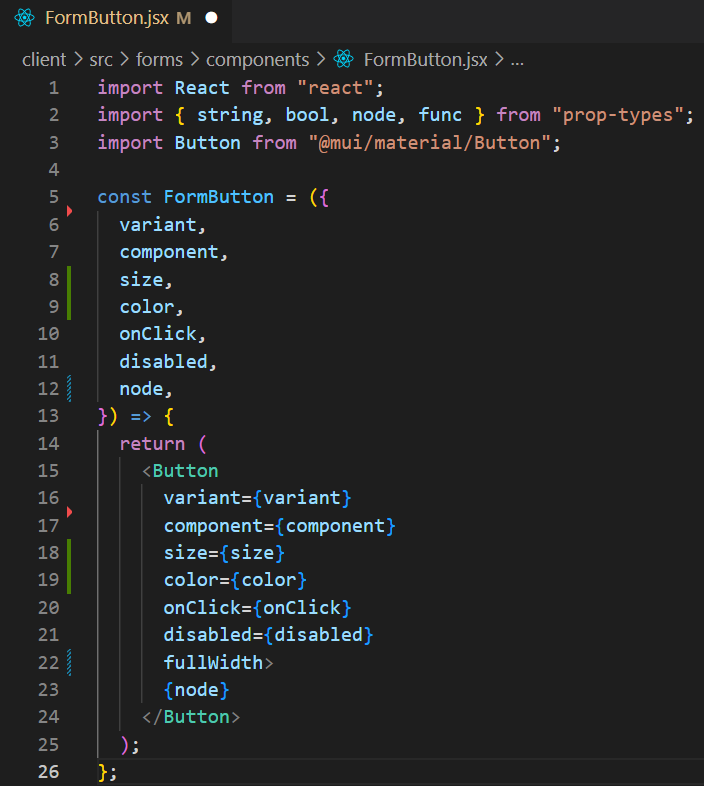 FormButton.jsx M
client > src > forms > components > FormButton.jsx > ...
1 import React from "react";
2 import { string, bool, node, func } from "prop-types";
3 import Button from "@mui/material/Button";
4
5 const FormButton = ({
6   variant,
7   component,
8   size,
9   color,
10   onClick,
11   disabled,
12   node,
13 }) => {
14   return (
15     <Button
16       variant={variant}
17       component={component}
18       size={size}
19       color={color}
20       onClick={onClick}
21       disabled={disabled}
22       fullWidth>
23       {node}
24     </Button>
25   );
26 };